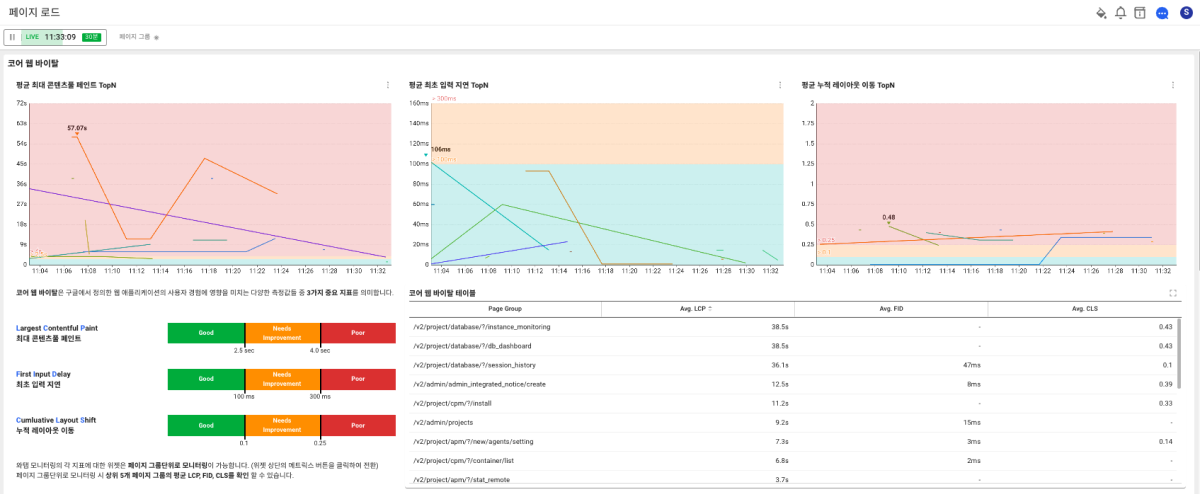 페이지 로드
S
LIVE 11:33:09 30분 페이지 그룹
코어 웹 바이탈
평균 최대 콘텐츠풀 페인트 TopN
72s
63s
54s
45s
36s
27s
18s
9s
0
57.07s
11:04 11:06 11:08 11:10 11:12 11:14 11:16 11:18 11:20 11:22 11:24 11:26 11:28 11:30 11:32
평균 최초 입력 지연 TopN
300ms
160ms
140ms
120ms
100ms
80ms
60ms
40ms
20ms
0
106ms
100ms
11:04 11:06 11:08 11:10 11:12 11:14 11:16 11:18 11:20 11:22 11:24 11:26 11:28 11:30 11:32
평균 누적 레이아웃 이동 TopN
2
1.75
1.5
1.25
1
0.75
0.5
0.25
0
0.48
0.25
0.1
11:04 11:06 11:08 11:10 11:12 11:14 11:16 11:18 11:20 11:22 11:24 11:26 11:28 11:30 11:32
코어 웹 바이탈은 구글에서 정의한 웹 애플리케이션의 사용자 경험에 영향을 미치는 다양한 측정값들 중 3가지 중요 지표를 의미합니다.
Largest Contentful Paint
최대 콘텐츠풀 페인트
Good
Needs
Improvement
Poor
2.5 sec 4.0 sec
First Input Delay
최초 입력 지연
Good
Needs
Improvement
Poor
100 ms 300 ms
Cumluative Layout Shift
누적 레이아웃 이동
Good
Needs
Improvement
Poor
0.1 0.25
와탭 모니터링의 각 지표에 대한 위젯은 페이지 그룹단위로 모니터링이 가능합니다. (위젯 상단의 메트릭스 버튼을 클릭하여 전환)
페이지 그룹단위로 모니터링 시 상위 5개 페이지 그룹의 평균 LCP, FID, CLS를 확인 할 수 있습니다.
코어 웹 바이탈 테이블
Page Group Avg. LCP Avg. FID Avg. CLS
/v2/project/database/?/instance_monitoring 38.5s - 0.43
/v2/project/database/?/db_dashboard 38.5s - 0.43
/v2/project/database/?/session_history 36.1s 47ms 0.1
/v2/admin/admin_integrated_notice/create 12.5s 8ms 0.39
/v2/project/cpm/?/install 11.2s - 0.33
/v2/admin/projects 9.2s 15ms -
/v2/project/apm/?/new/agents/setting 7.3s 3ms 0.14
/v2/project/cpm/?/container/list 6.8s 2ms -
/v2/project/apm/?/stat_remote 3.7s - -